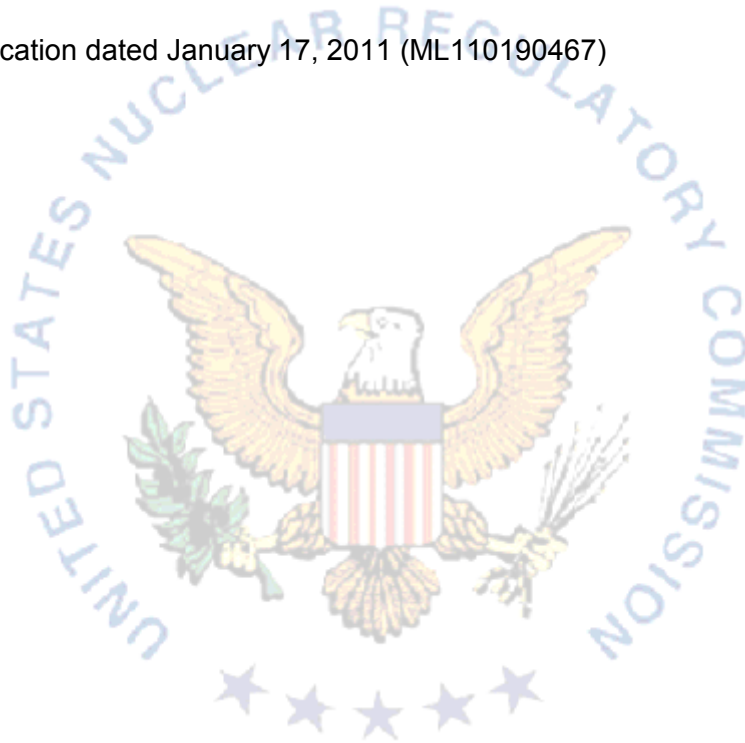 cation dated January 17, 2011 (ML110190467)
UNITED STATES NUCLEAR REGULATORY COMMISSION